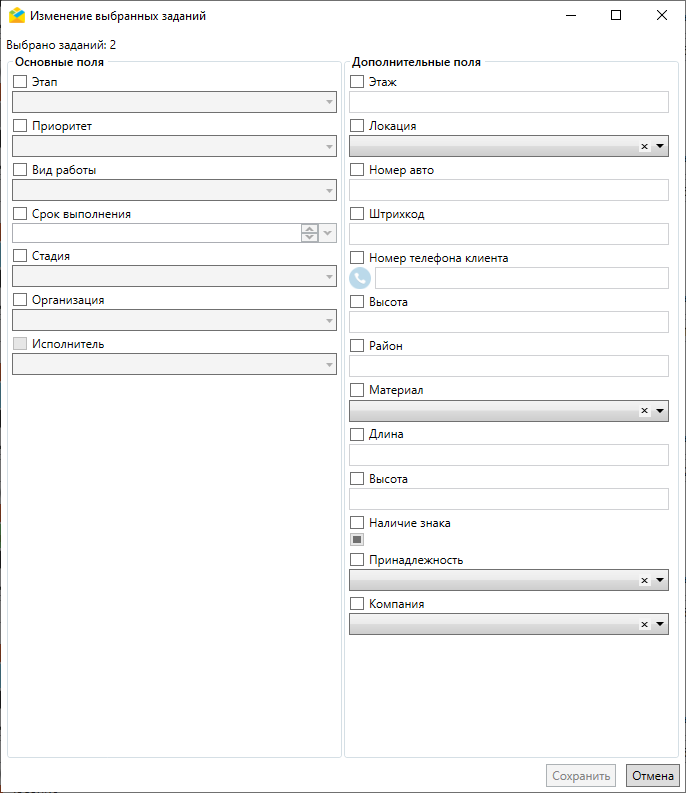 Изменение выбранных заданий
Выбрано заданий: 2
Основные поля
Этап
Приоритет
Вид работы
Срок выполнения
Стадия
Организация
Исполнитель
Дополнительные поля
Этаж
Локация
Номер авто
Штрихкод
Номер телефона клиента
Высота
Район
Материал
Длина
Высота
Наличие знака
Принадлежность
Компания
Сохранить
Отмена